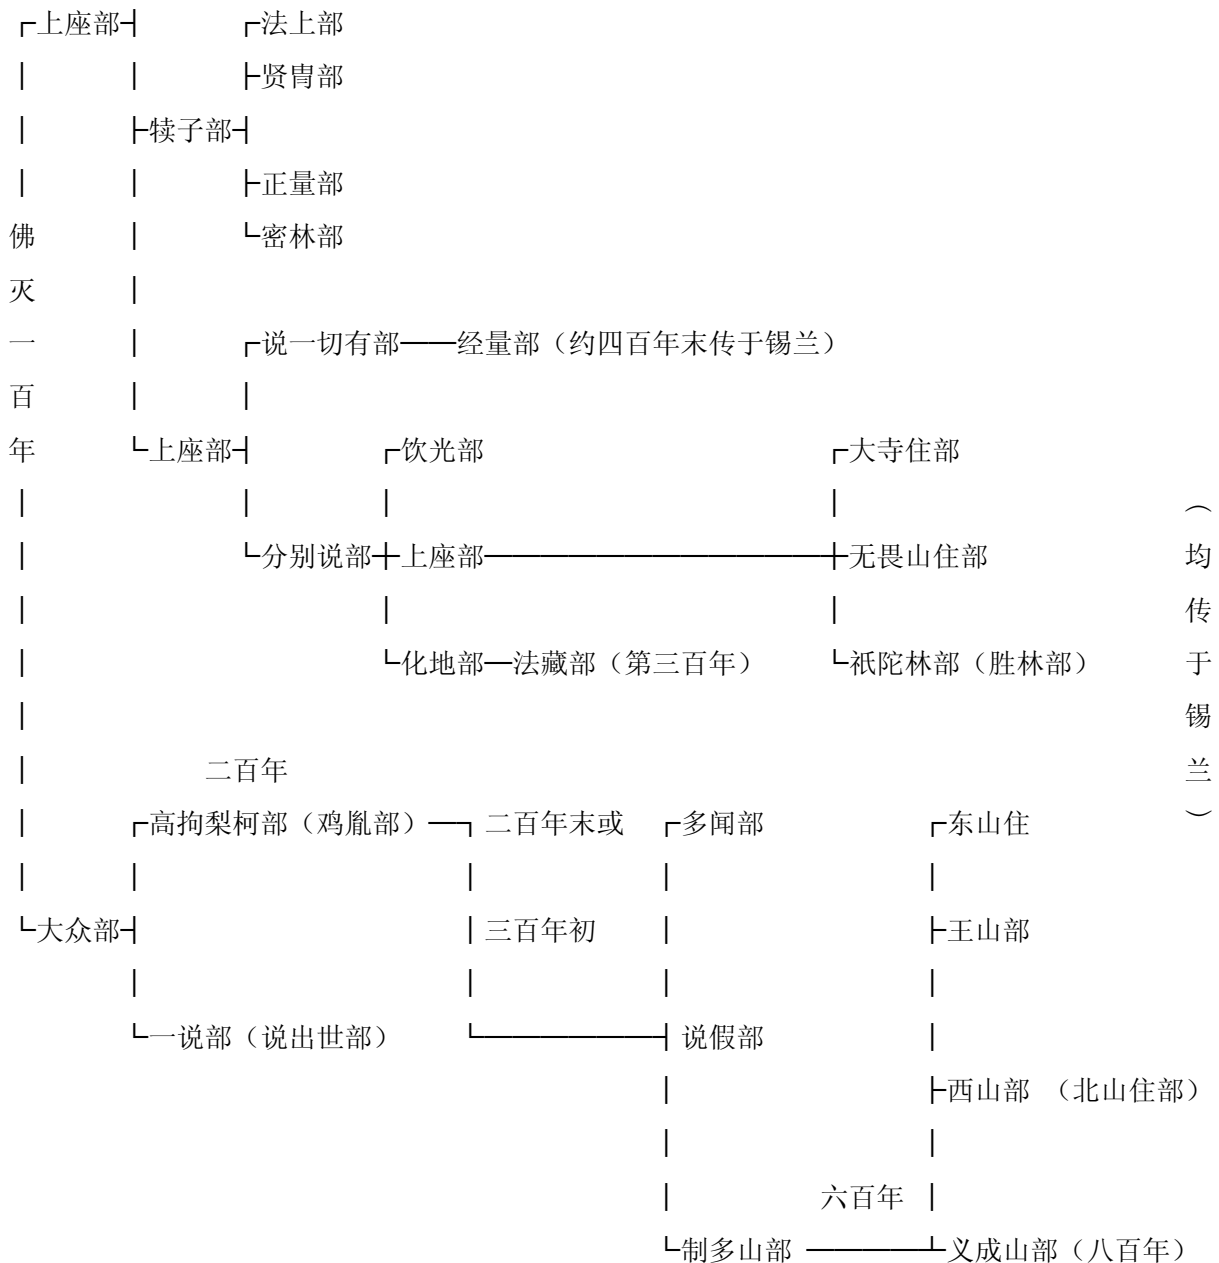 ┌上座部┤ ┌法上部
│ │ ├贤胄部
│ ├犊子部┤
│ │ ├正量部
佛 │ └密林部
灭 │
一 │ ┌说一切有部──经量部（约四百年末传于锡兰）
百 │ │
年 └上座部┤ ┌饮光部 ┌大寺住部
│ │ │ │ ︵
│ └分别说部┼上座部────────────┼无畏山住部 均
│ │ │ 传
│ └化地部─法藏部（第三百年） └祇陀林部（胜林部） 于
│ 锡
│ 二百年 兰
│ ┌高拘梨柯部（鸡胤部）─┐二百年末或 ┌多闻部 ┌东山住 ︶
│ │ │ │ │
└大众部┤ │三百年初 │ ├王山部
│ │ │ │
└一说部（说出世部） └──────┤说假部 │
│ ├西山部 （北山住部）
│ │
│ 六百年 │
└制多山部 ────┴义成山部（八百年）